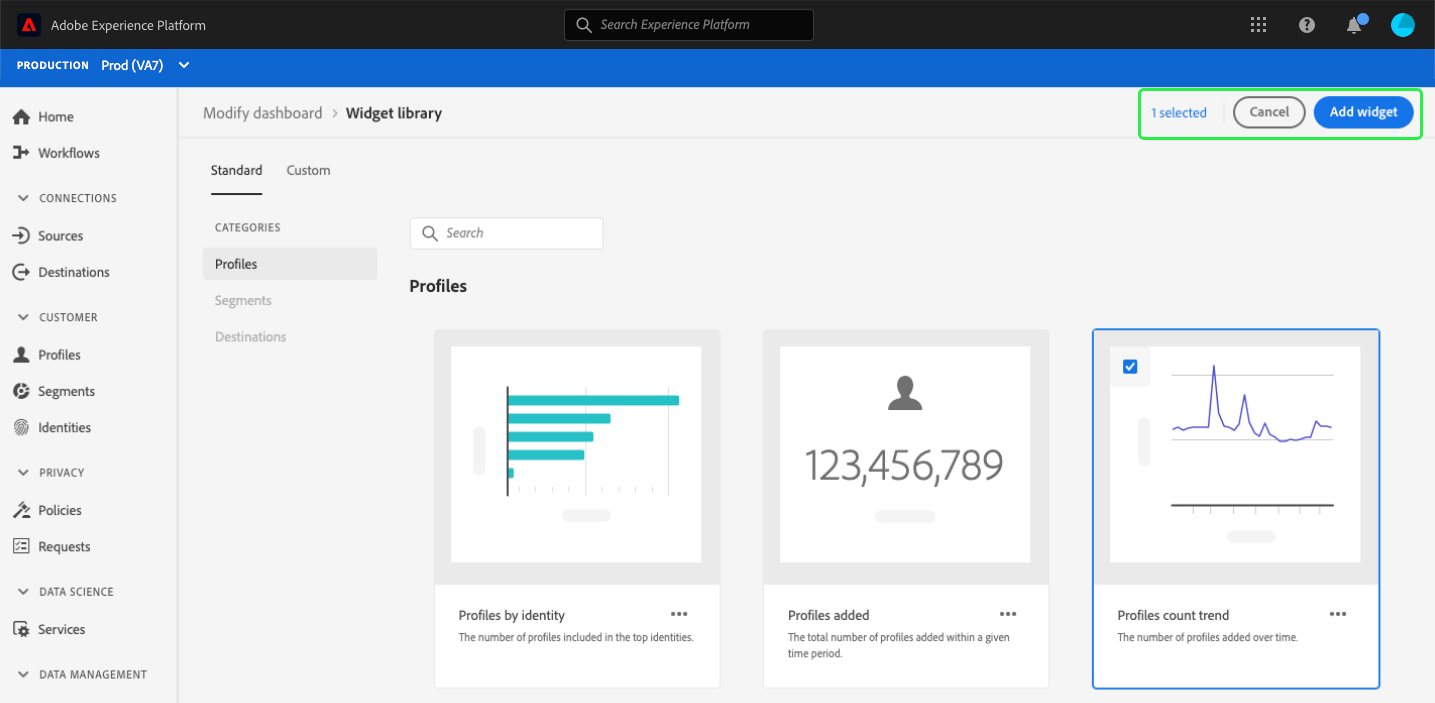 Adobe Experience Platform
Search Experience Platform
PRODUCTION Prod (VA7)
Home
Workflows
CONNECTIONS
Sources
Destinations
CUSTOMER
Profiles
Segments
Identities
PRIVACY
Policies
Requests
DATA SCIENCE
Services
DATA MANAGEMENT
Modify dashboard > Widget library
1 selected
Cancel
Add widget
Standard Custom
CATEGORIES
Profiles
Segments
Destinations
Search
Profiles
Profiles by identity
The number of profiles included in the top identities.
123,456,789
Profiles added
The total number of profiles added within a given
time period.
Profiles count trend
The number of profiles added over time.